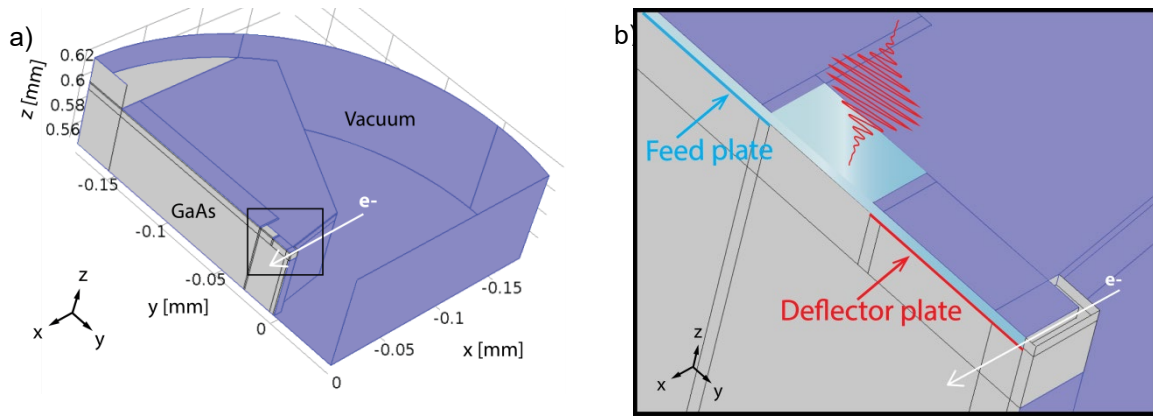 a)
z [mm]
0.62
0.6
0.58
0.56
Vacuum
-0.15
GaAs
-0.1
e-
-0.05
y [mm]
0
-0.15
-0.1
x [mm]
-0.05
0
z
x
y
b)
Feed plate
e-
Deflector plate
z
x
y